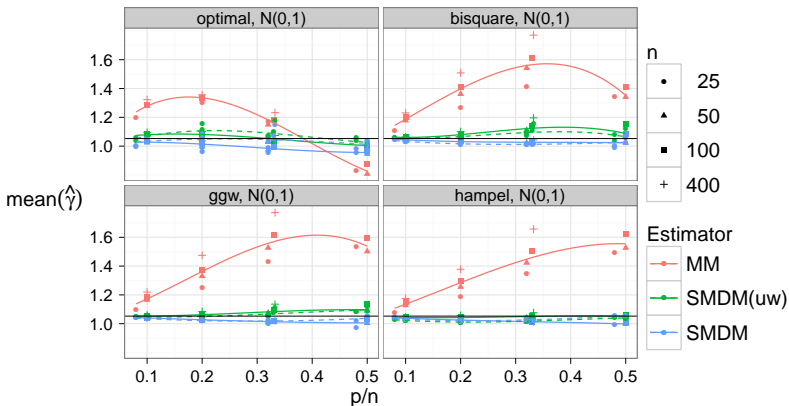 optimal, N(0,1)
bisquare, N(0,1)
1.6
1.4
1.2
1.0
ggw, N(0,1)
hampel, N(0,1)
1.6
1.4
1.2
1.0
0.1 0.2 0.3 0.4 0.5
0.1 0.2 0.3 0.4 0.5
p/n
mean(γ̂)
n
25
50
100
400
Estimator
MM
SMDM(uw)
SMDM